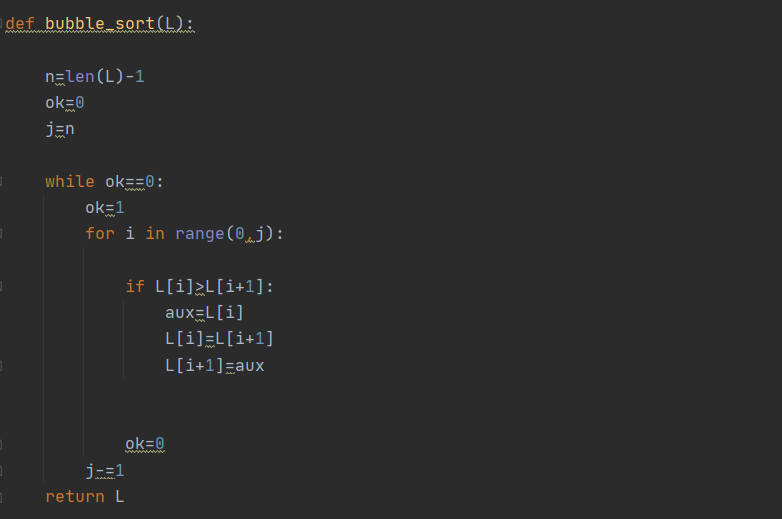 def bubble_sort(L):
    n=len(L)-1
    ok=0
    j=n
    while ok==0:
        ok=1
        for i in range(0,j):
            if L[i]>L[i+1]:
                aux=L[i]
                L[i]=L[i+1]
                L[i+1]=aux
            ok=0
        j-=1
    return L